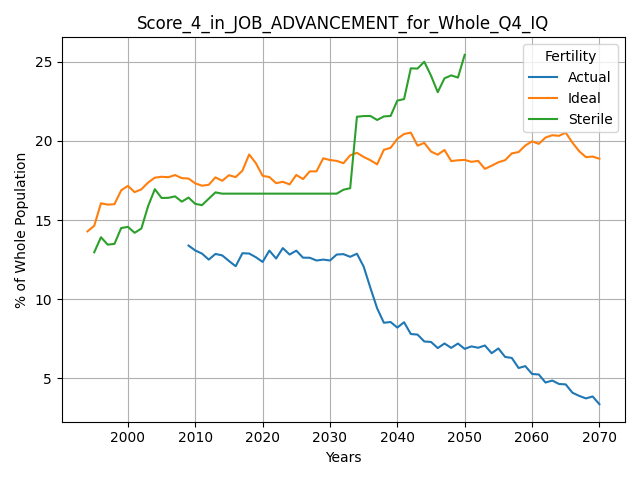 Score_4_in_JOB_ADVANCEMENT_for_Whole_Q4_IQ
Fertility
Actual
Ideal
Sterile
% of Whole Population
25
20
15
10
5
2000 2010 2020 2030 2040 2050 2060 2070
Years